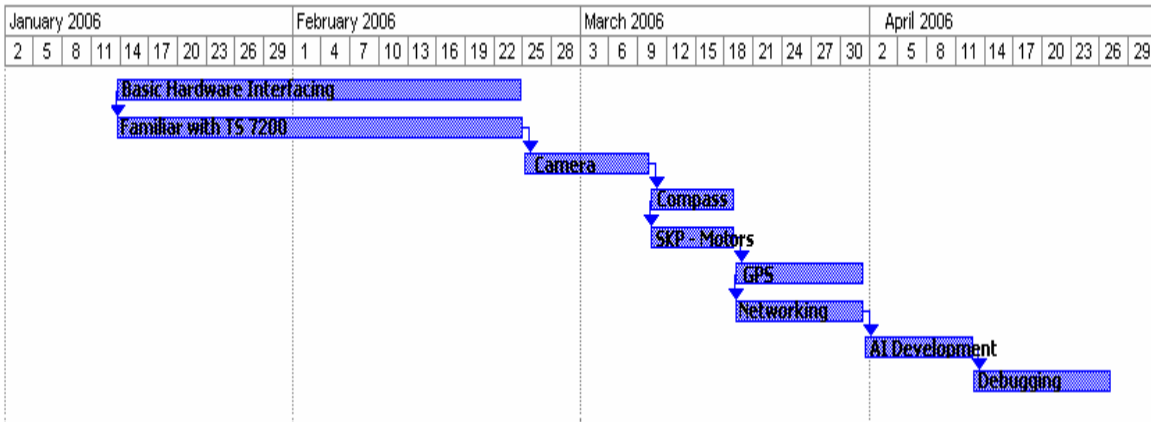 January 2006 February 2006 March 2006 April 2006
2 5 8 11 14 17 20 23 26 29 1 4 7 10 13 16 19 22 25 28 3 6 9 12 15 18 21 24 27 30 2 5 8 11 14 17 20 23 26 29
Basic Hardware Interfacing
Familiar with TS 7200
Camera
Compass
SKP - Motors
GPS
Networking
AI Development
Debugging